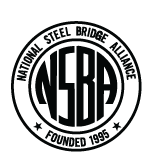 NATIONAL STEEL BRIDGE ALLIANCE
NSBA
FOUNDED 1995